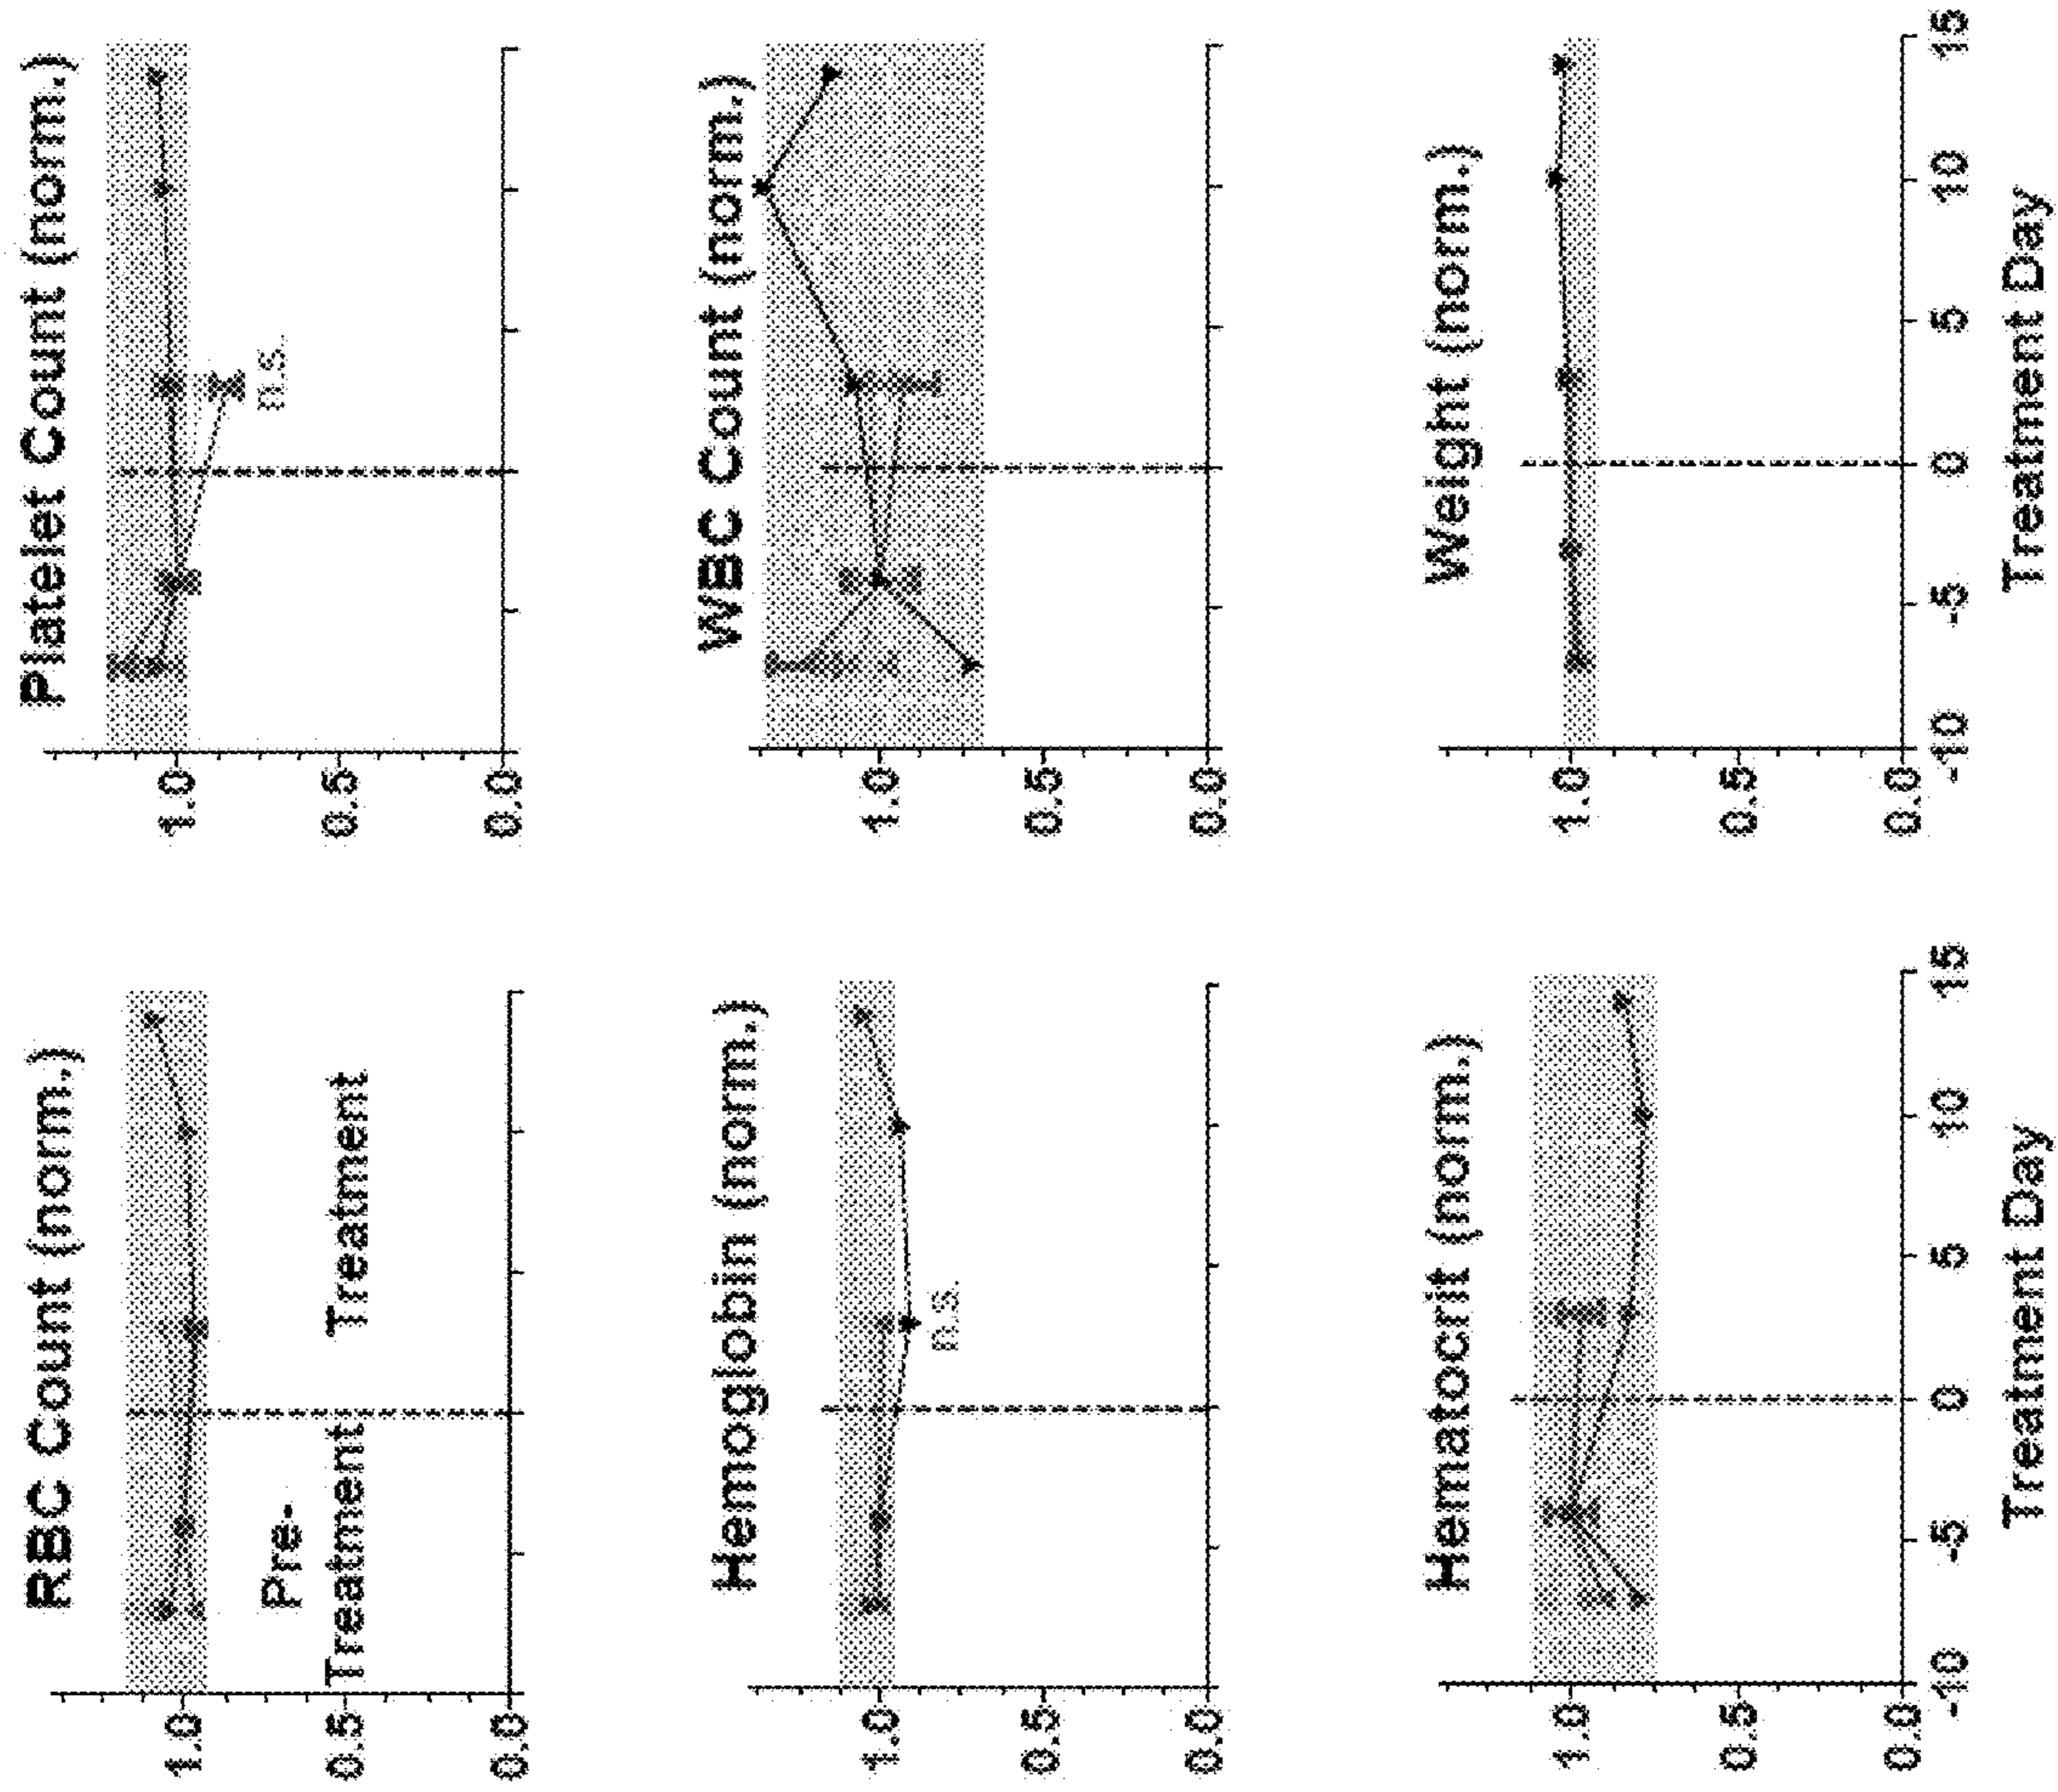 RBC Count (norm.)
1.0
0.5
0.0
Pre-
Treatment
Treatment
Platelet Count (norm.)
1.0
0.5
0.0
n.s.
Hemoglobin (norm.)
1.0
0.5
0.0
n.s.
WBC Count (norm.)
1.0
0.5
0.0
Hematocrit (norm.)
1.0
0.5
0.0
-10 -5 0 5 10 15
Treatment Day
Weight (norm.)
1.0
0.5
0.0
-10 -5 0 5 10 15
Treatment Day